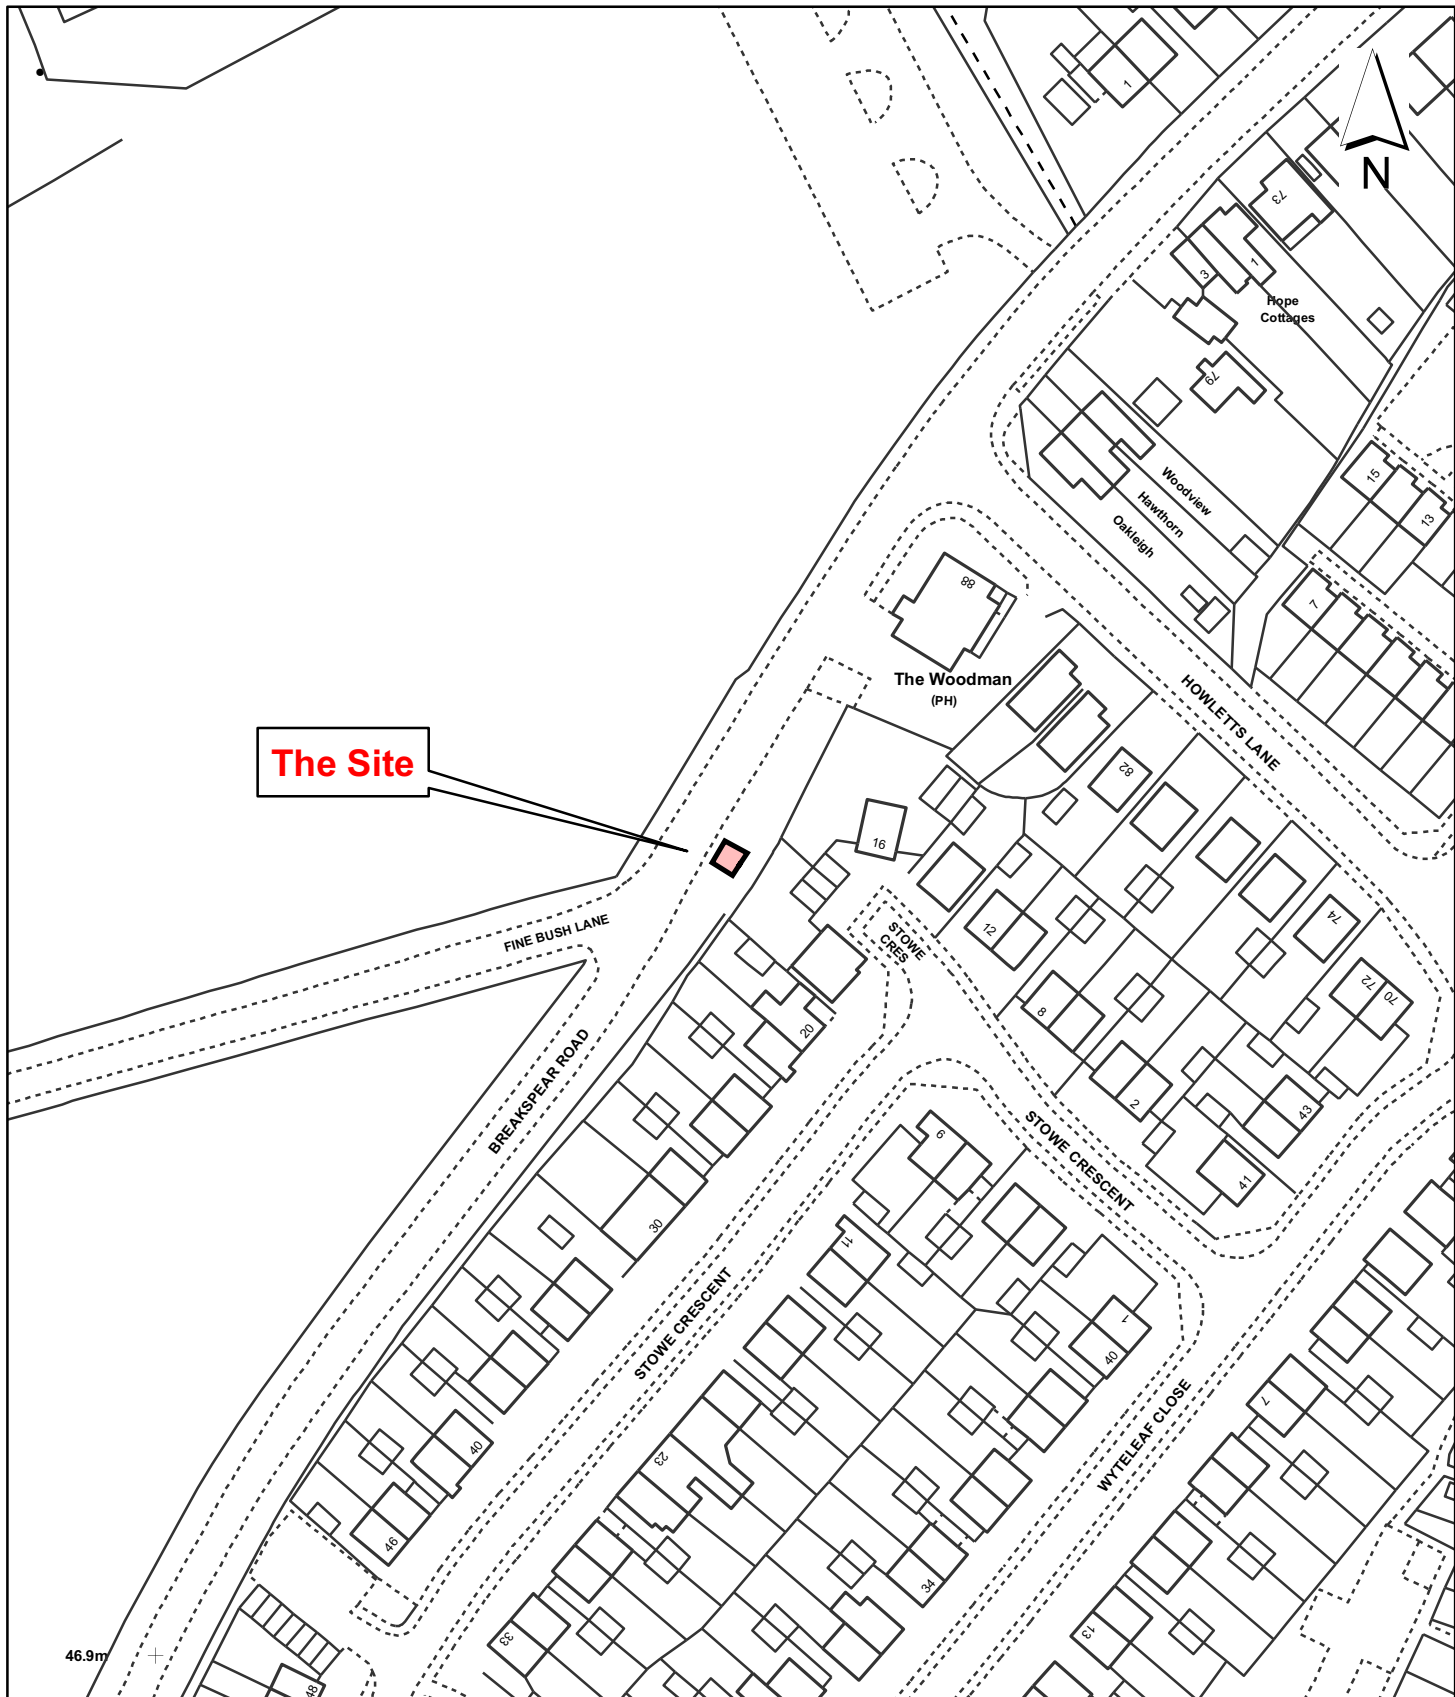 1
N
73
1
3
Hope
Cottages
79
15
13
Woodview
Hawthorn
Oakleigh
7
88
The Woodman
(PH)
HOWLETTS LANE
The Site
82
16
FINE BUSH LANE
STOWE
CRES
12
74
72
70
8
20
2
43
BREAKSPEAR ROAD
STOWE CRESCENT
9
41
30
11
STOWE CRESCENT
1
40
WYTELEAF CLOSE
7
40
23
46
34
33
13
46.9m
48